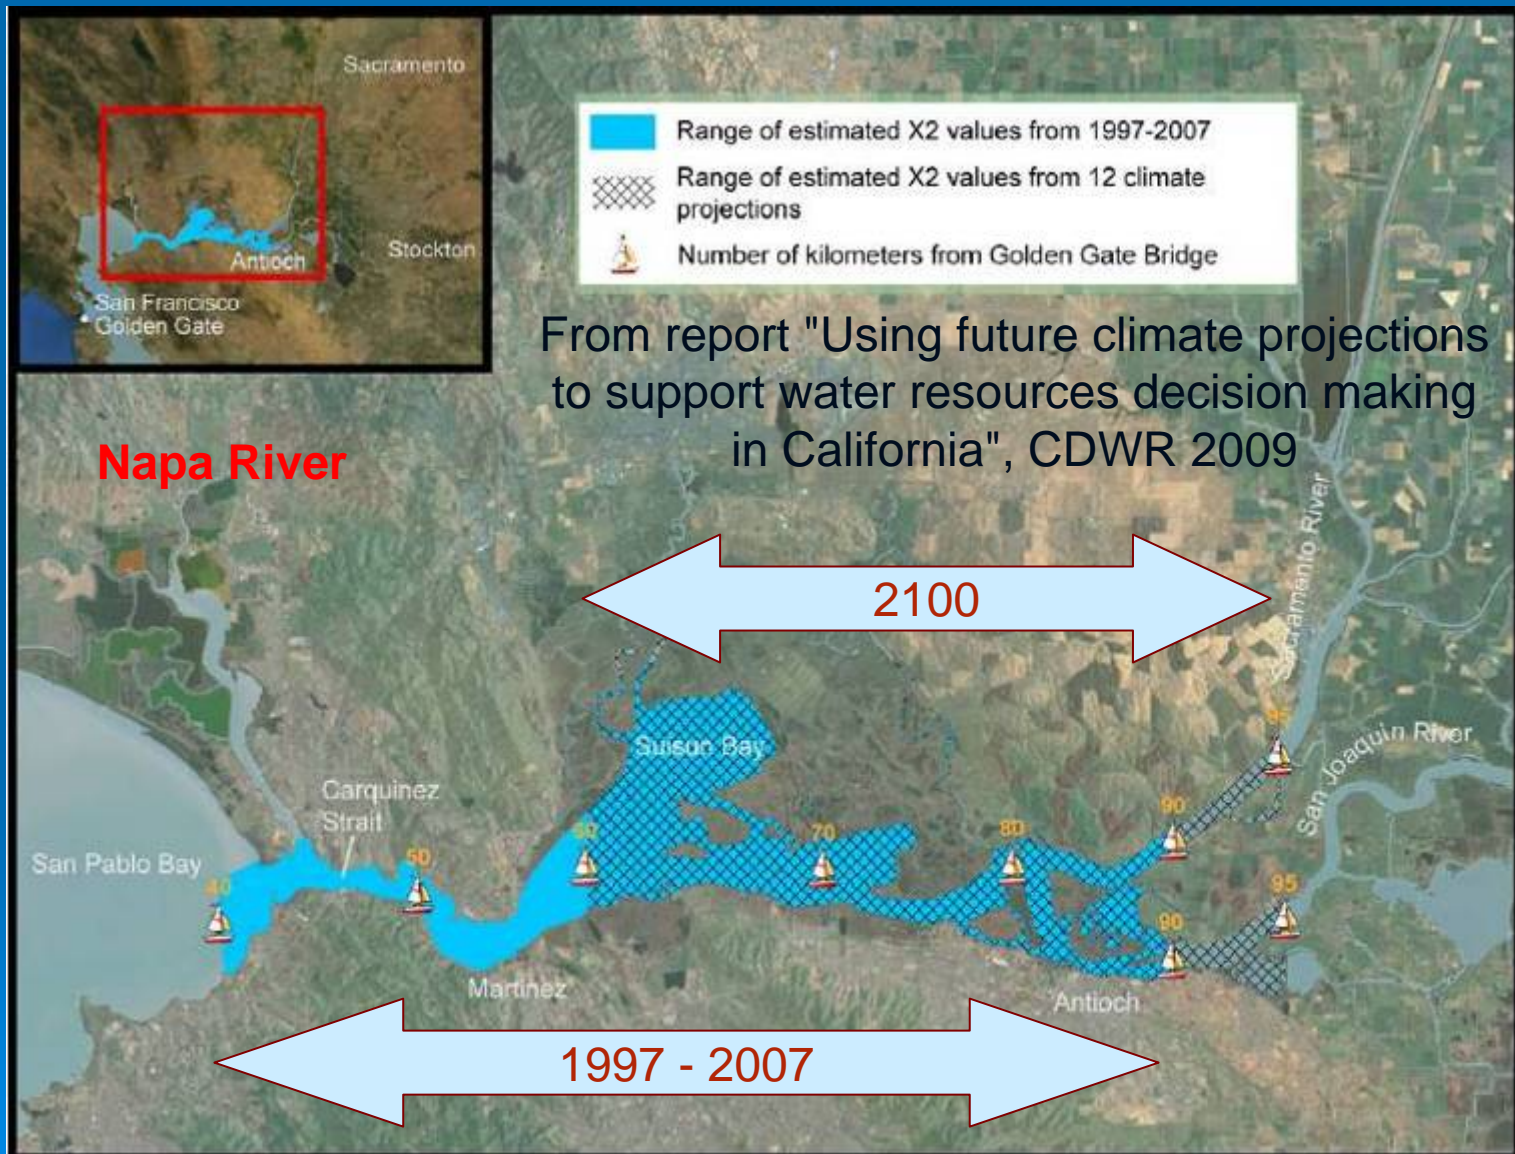 Sacramento
Stockton
Antioch
San Francisco
Golden Gate
Range of estimated X2 values from 1997-2007
Range of estimated X2 values from 12 climate
projections
Number of kilometers from Golden Gate Bridge
From report "Using future climate projections
to support water resources decision making
in California", CDWR 2009
Napa River
Sacramento River
2100
95
San Joaquin River
Suisun Bay
Carquinez
Strait
San Pablo Bay
40
50
60
70
80
90
90
95
Martinez
Antioch
1997 - 2007